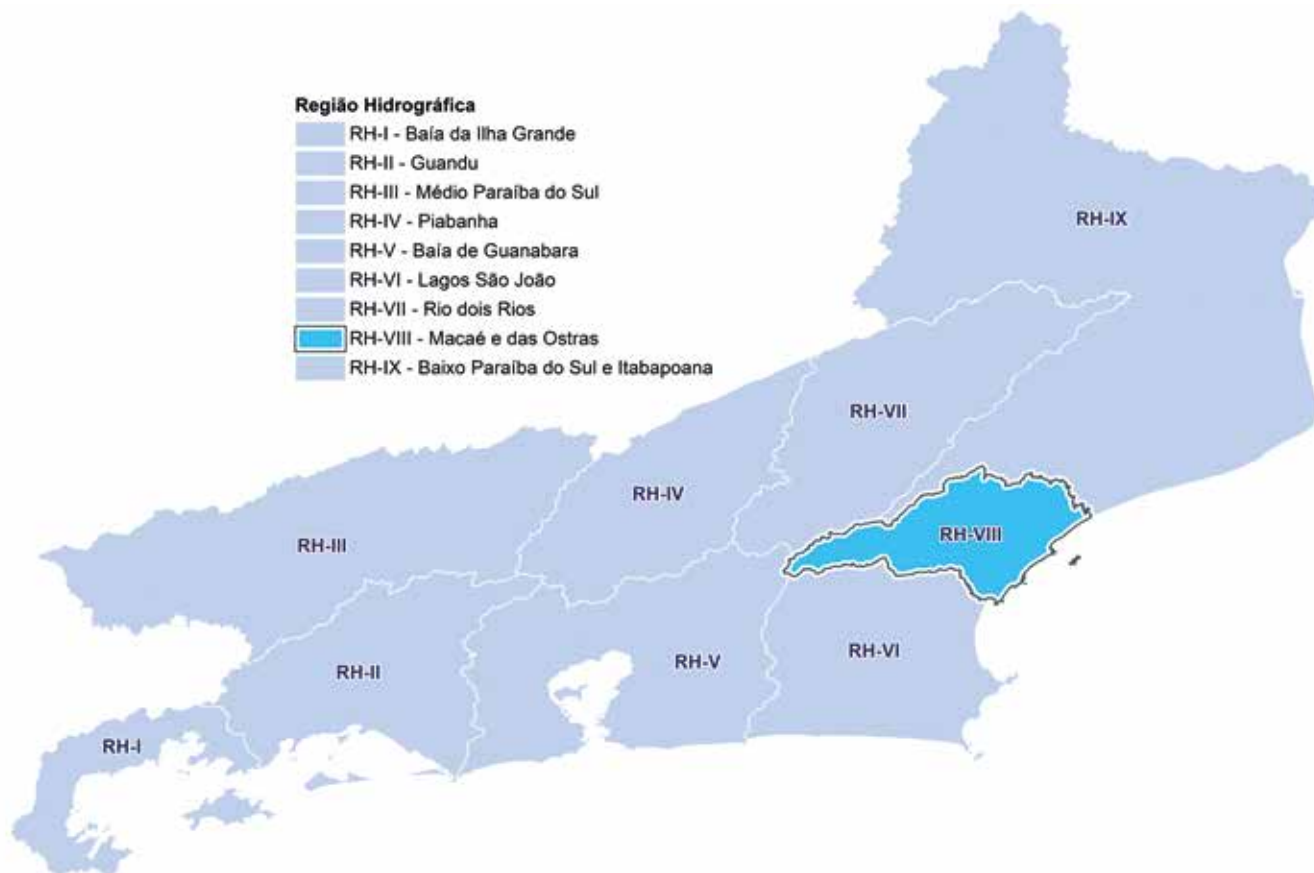 Região Hidrográfica
RH-I - Baía da Ilha Grande
RH-II - Guandu
RH-III - Médio Paraíba do Sul
RH-IV - Piabanha
RH-V - Baía de Guanabara
RH-VI - Lagos São João
RH-VII - Rio dois Rios
RH-VIII - Macaé e das Ostras
RH-IX - Baixo Paraíba do Sul e Itabapoana
RH-IX
RH-VII
RH-IV
RH-VIII
RH-III
RH-VI
RH-V
RH-II
RH-I